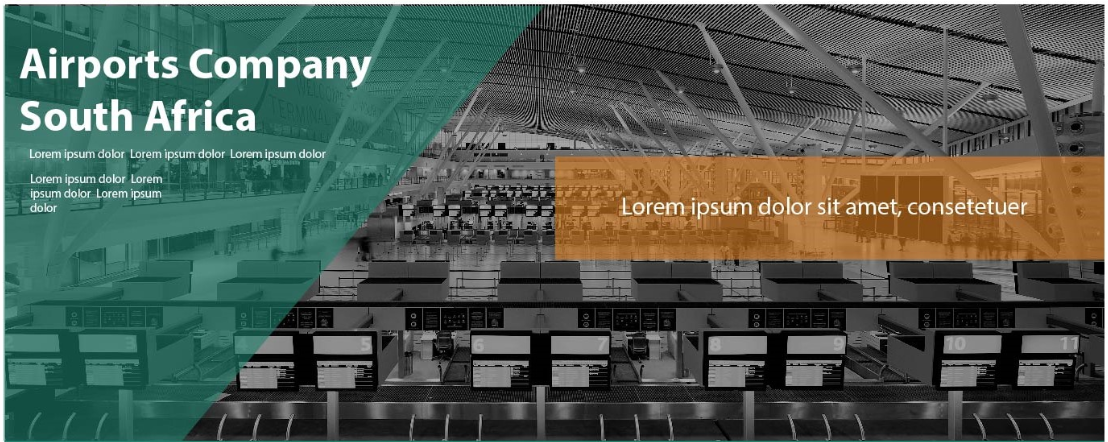 Airports Company
South Africa
Lorem ipsum dolor Lorem ipsum dolor Lorem ipsum dolor
Lorem ipsum dolor Lorem
ipsum dolor Lorem ipsum
dolor
Lorem ipsum dolor sit amet, consetetuer
4 5 6 7 8 9 10 11